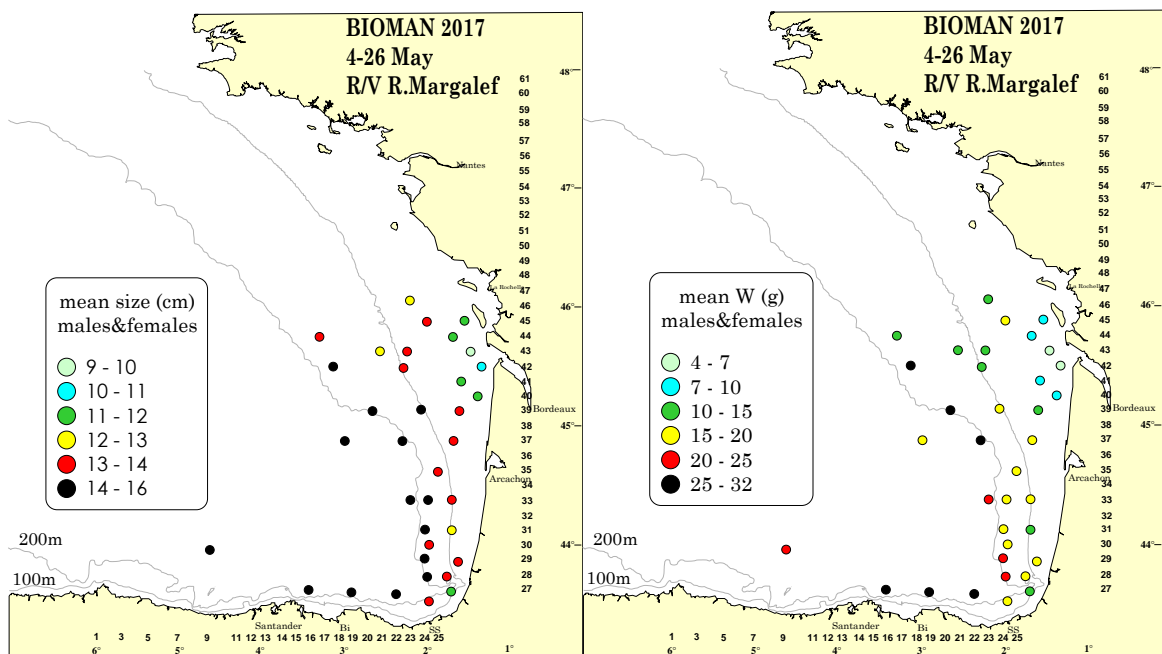 BIOMAN 2017
4-26 May
R/V R.Margalef
48°
61
60
59
58
57
56
55
54
53
52
51
50
49
48
47
46
45
44
43
42
41
40
39
38
37
36
35
34
33
32
31
30
29
28
27
Nantes
47°
La Rochelle
46°
Bordeaux
45°
Arcachon
44°
mean size (cm)
males&females
9 - 10
10 - 11
11 - 12
12 - 13
13 - 14
14 - 16
200m
100m
Santander
Bi
SS
1 3 5 7 9 11 12 13 14 15 16 17 18 19 20 21 22 23 24 25
6° 5° 4° 3° 2° 1°
BIOMAN 2017
4-26 May
R/V R.Margalef
48°
61
60
59
58
57
56
55
54
53
52
51
50
49
48
47
46
45
44
43
42
41
40
39
38
37
36
35
34
33
32
31
30
29
28
27
Nantes
47°
La Rochelle
46°
Bordeaux
45°
Arcachon
44°
mean W (g)
males&females
4 - 7
7 - 10
10 - 15
15 - 20
20 - 25
25 - 32
200m
100m
Santander
Bi
SS
1 3 5 7 9 11 12 13 14 15 16 17 18 19 20 21 22 23 24 25
6° 5° 4° 3° 2° 1°